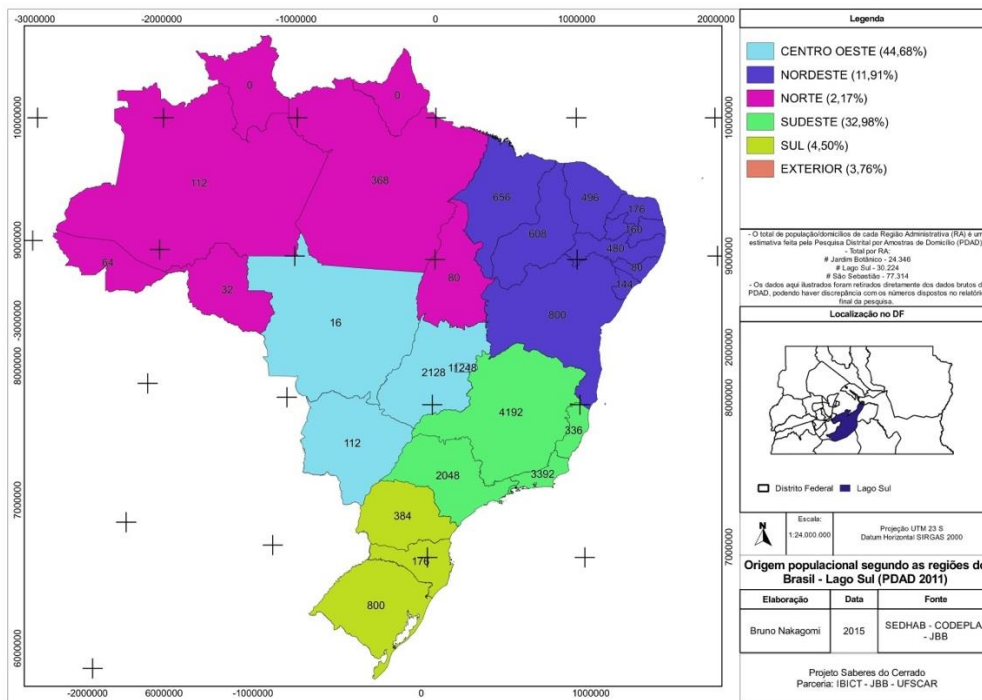 -3000000 -2000000 -1000000 0 1000000 2000000
10000000
9000000
-3000000
8000000
7000000
6000000
0
0
112
368
64
32
80
656
608
496
176
160
480
80
144
800
16
2128
11248
112
4192
336
2048
3392
384
176
800
10000000
9000000
2000000
80000000
7000000
-2000000 6000000 -1000000 0 1000000
Legenda
CENTRO OESTE (44,68%)
NORDESTE (11,91%)
NORTE (2,17%)
SUDESTE (32,98%)
SUL (4,50%)
EXTERIOR (3,76%)
- O total de população/domicílios de cada Região Administrativa (RA) é um
estimativa feita pela Pesquisa Distrital por Amostras de Domicílio (PDAD)
- Total por RA:
# Jardim Botânico - 24.346
# Lago Sul - 30.224
# São Sebastião - 77.314
- Os dados aqui ilustrados foram retirados diretamente dos dados brutos d
PDAD, podendo haver discrepância com os números dispostos no relatóri
final da pesquisa.
Localização no DF
Distrito Federal Lago Sul
N
Escala:
1:24.000.000
Projeção UTM 23 S
Datum Horizontal SIRGAS 2000
Origem populacional segundo as regiões do
Brasil - Lago Sul (PDAD 2011)
Elaboração Data Fonte
Bruno Nakagomi 2015 SEDHAB - CODEPLA
- JBB
Projeto Saberes do Cerrado
Parceria: IBICT - JBB - UFSCAR